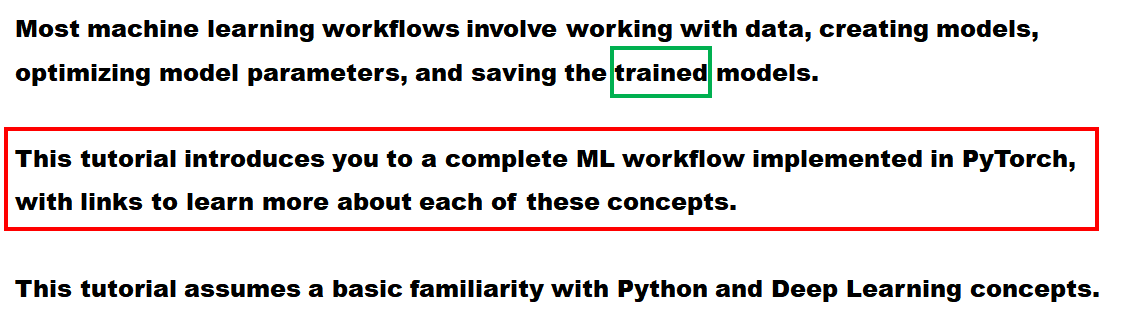 Most machine learning workflows involve working with data, creating models,
optimizing model parameters, and saving the trained models.
This tutorial introduces you to a complete ML workflow implemented in PyTorch,
with links to learn more about each of these concepts.
This tutorial assumes a basic familiarity with Python and Deep Learning concepts.